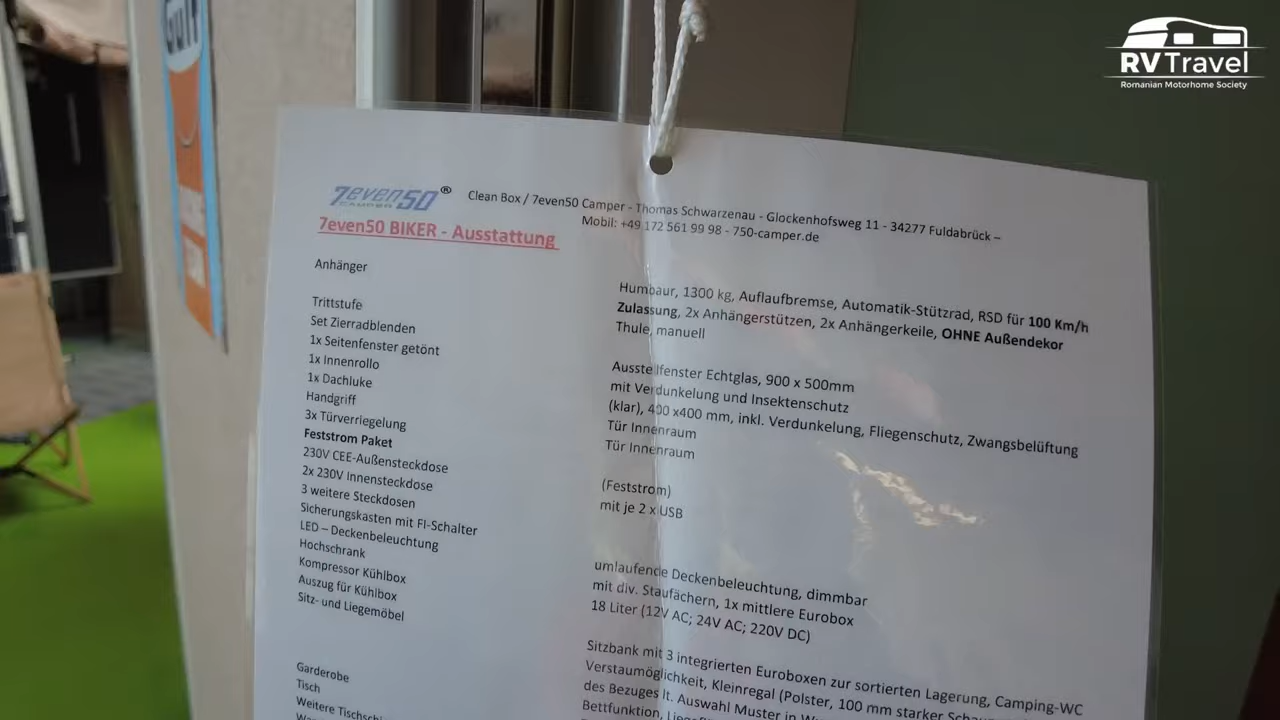 Gulf
RVTravel
Romanian Motorhome Society
7even50®
CAMPER
Clean Box / 7even50 Camper - Thomas Schwarzenau - Glockenhofsweg 11 - 34277 Fuldabrück –
Mobil: +49 172 561 99 98 - 750-camper.de
7even50 BIKER - Ausstattung
Anhänger
Humbaur, 1300 kg, Auflaufbremse, Automatik-Stützrad, RSD für 100 Km/h
Zulassung, 2x Anhängerstützen, 2x Anhängerkeile, OHNE Außendekor
Trittstufe
Thule, manuell
Set Zierradblenden
1x Seitenfenster getönt
Ausstellfenster Echtglas, 900 x 500mm
1x Innenrollo
mit Verdunkelung und Insektenschutz
1x Dachluke
(klar), 400 x400 mm, inkl. Verdunkelung, Fliegenschutz, Zwangsbelüftung
Handgriff
Tür Innenraum
3x Türverriegelung
Tür Innenraum
Feststrom Paket
230V CEE-Außensteckdose
(Feststrom)
2x 230V Innensteckdose
mit je 2 x USB
3 weitere Steckdosen
Sicherungskasten mit FI-Schalter
LED – Deckenbeleuchtung
umlaufende Deckenbeleuchtung, dimmbar
Hochschrank
mit div. Staufächern, 1x mittlere Eurobox
Kompressor Kühlbox
18 Liter (12V AC; 24V AC; 220V DC)
Auszug für Kühlbox
Sitz- und Liegemöbel
Sitzbank mit 3 integrierten Euroboxen zur sortierten Lagerung, Camping-WC
Verstaumöglichkeit, Kleinregal (Polster, 100 mm starker
des Bezuges lt. Auswahl Muster in
Bettfunktion,
Garderobe
Tisch
Weitere